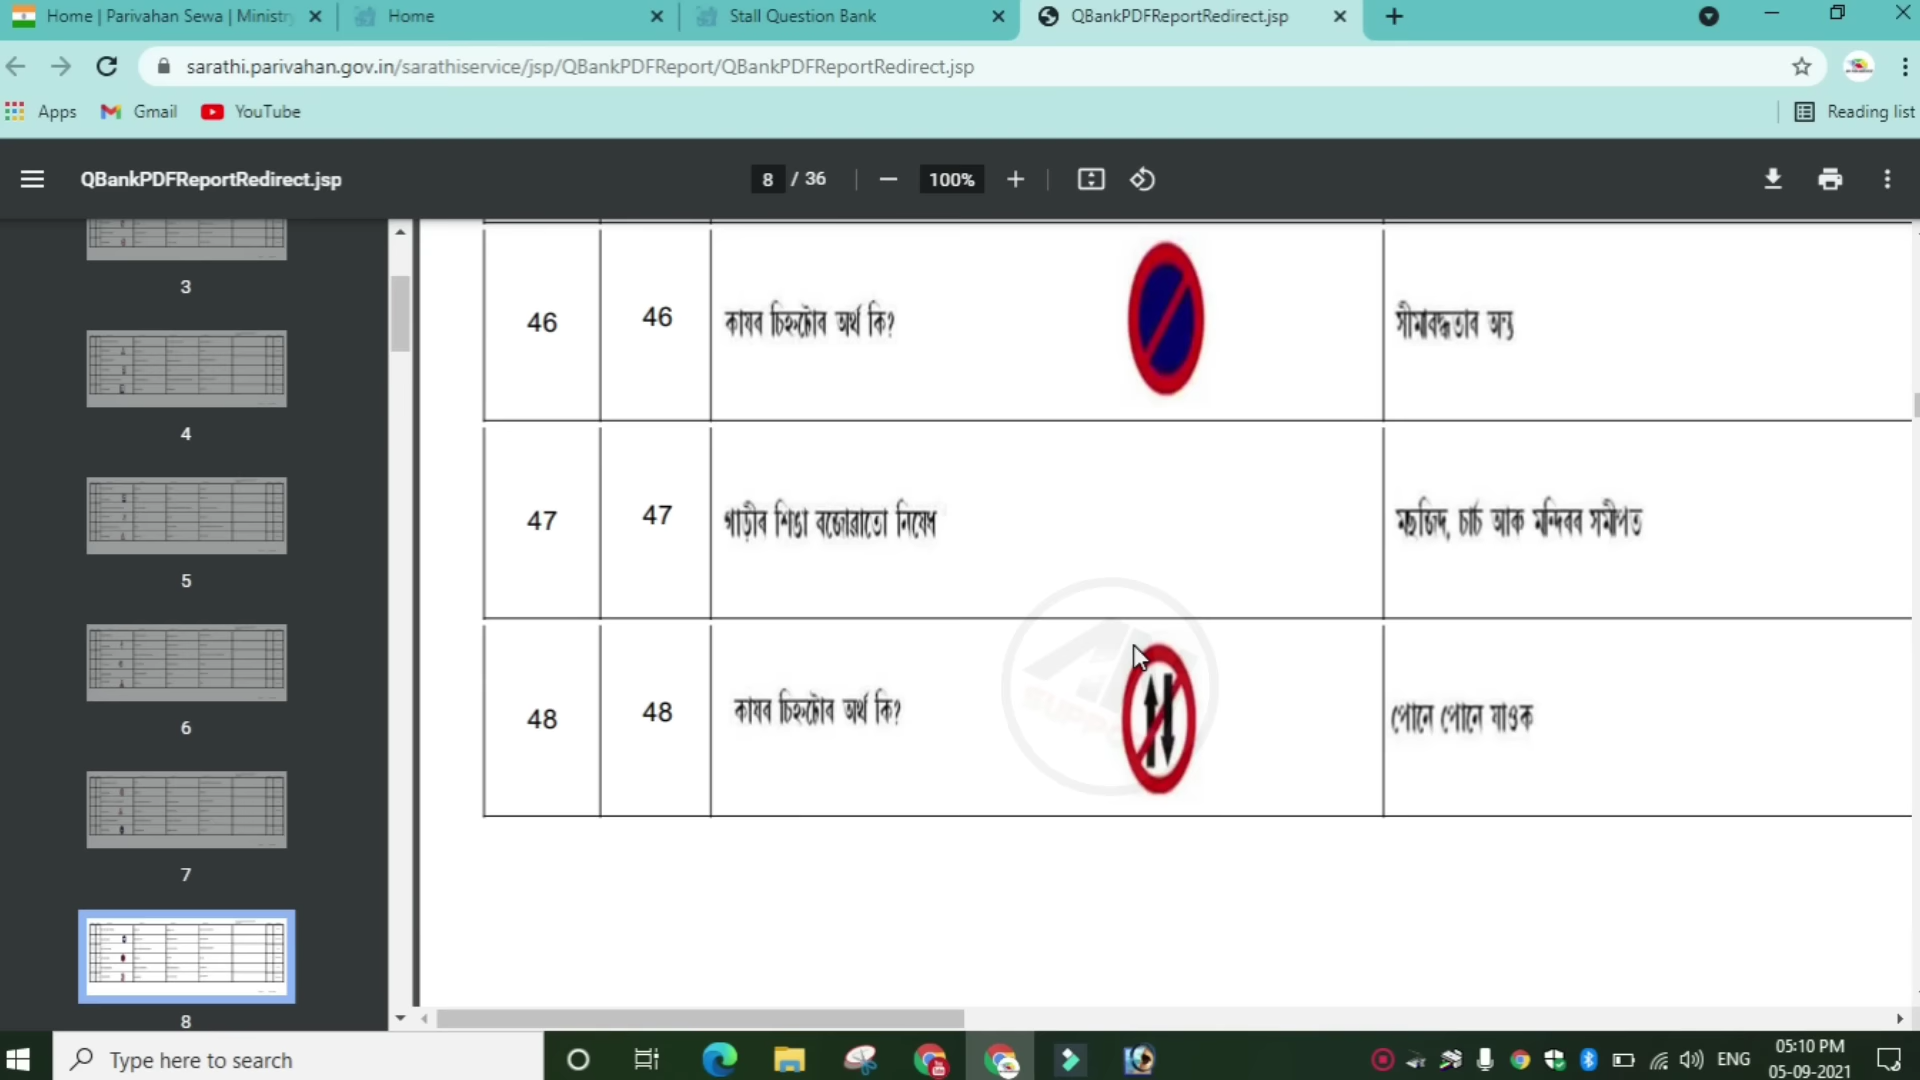 Home | Parivahan Sewa | Ministry
Home
Stall Question Bank
QBankPDFReportRedirect.jsp
sarathi.parivahan.gov.in/sarathiservice/jsp/QBankPDFReport/QBankPDFReportRedirect.jsp
Apps
Gmail
YouTube
Reading list
QBankPDFReportRedirect.jsp
8 / 36
100%
3
4
5
6
7
8
46 46 কাষৰ চিহ্নটোৰ অৰ্থ কি? সীমাবদ্ধতাৰ অন্ত
47 47 গাড়ীৰ শিঙা বজোৱাতো নিষেধ মছজিদ, চাৰ্চ আৰু মন্দিৰৰ সমীপত
48 48 কাষৰ চিহ্নটোৰ অৰ্থ কি? পোনে পোনে যাওক
SUPPO
Type here to search
ENG
05:10 PM
05-09-2021